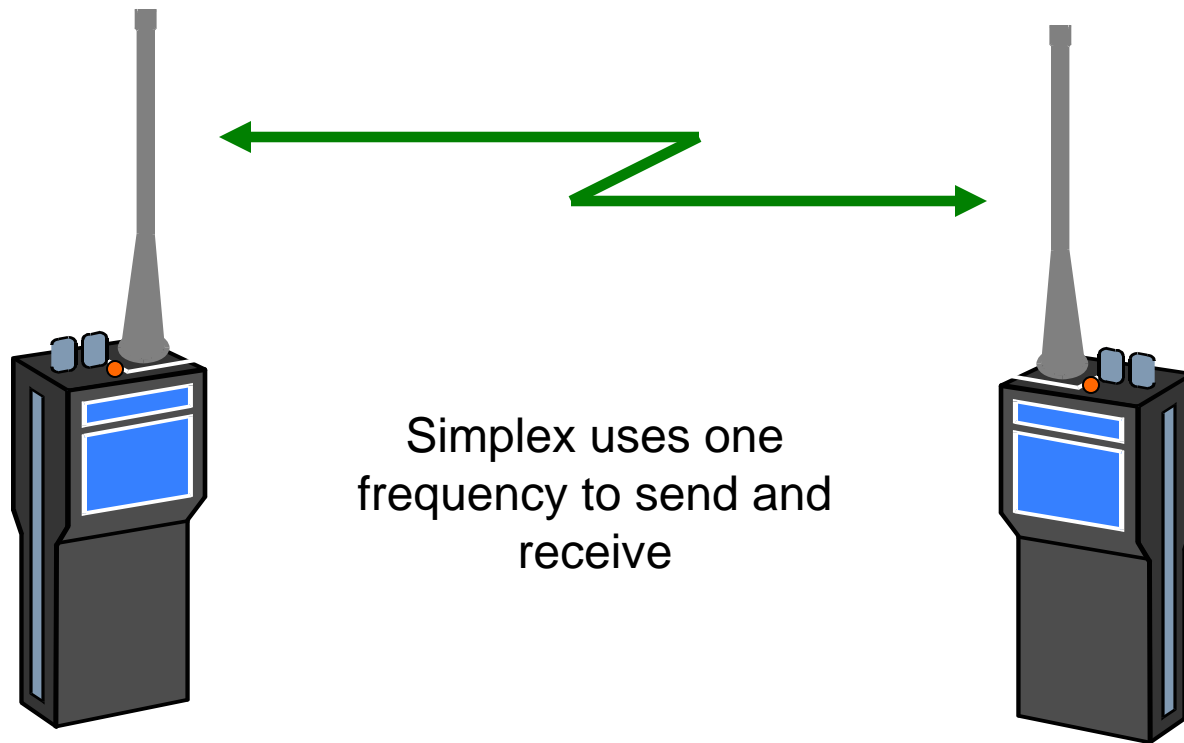 Simplex uses one
frequency to send and
receive